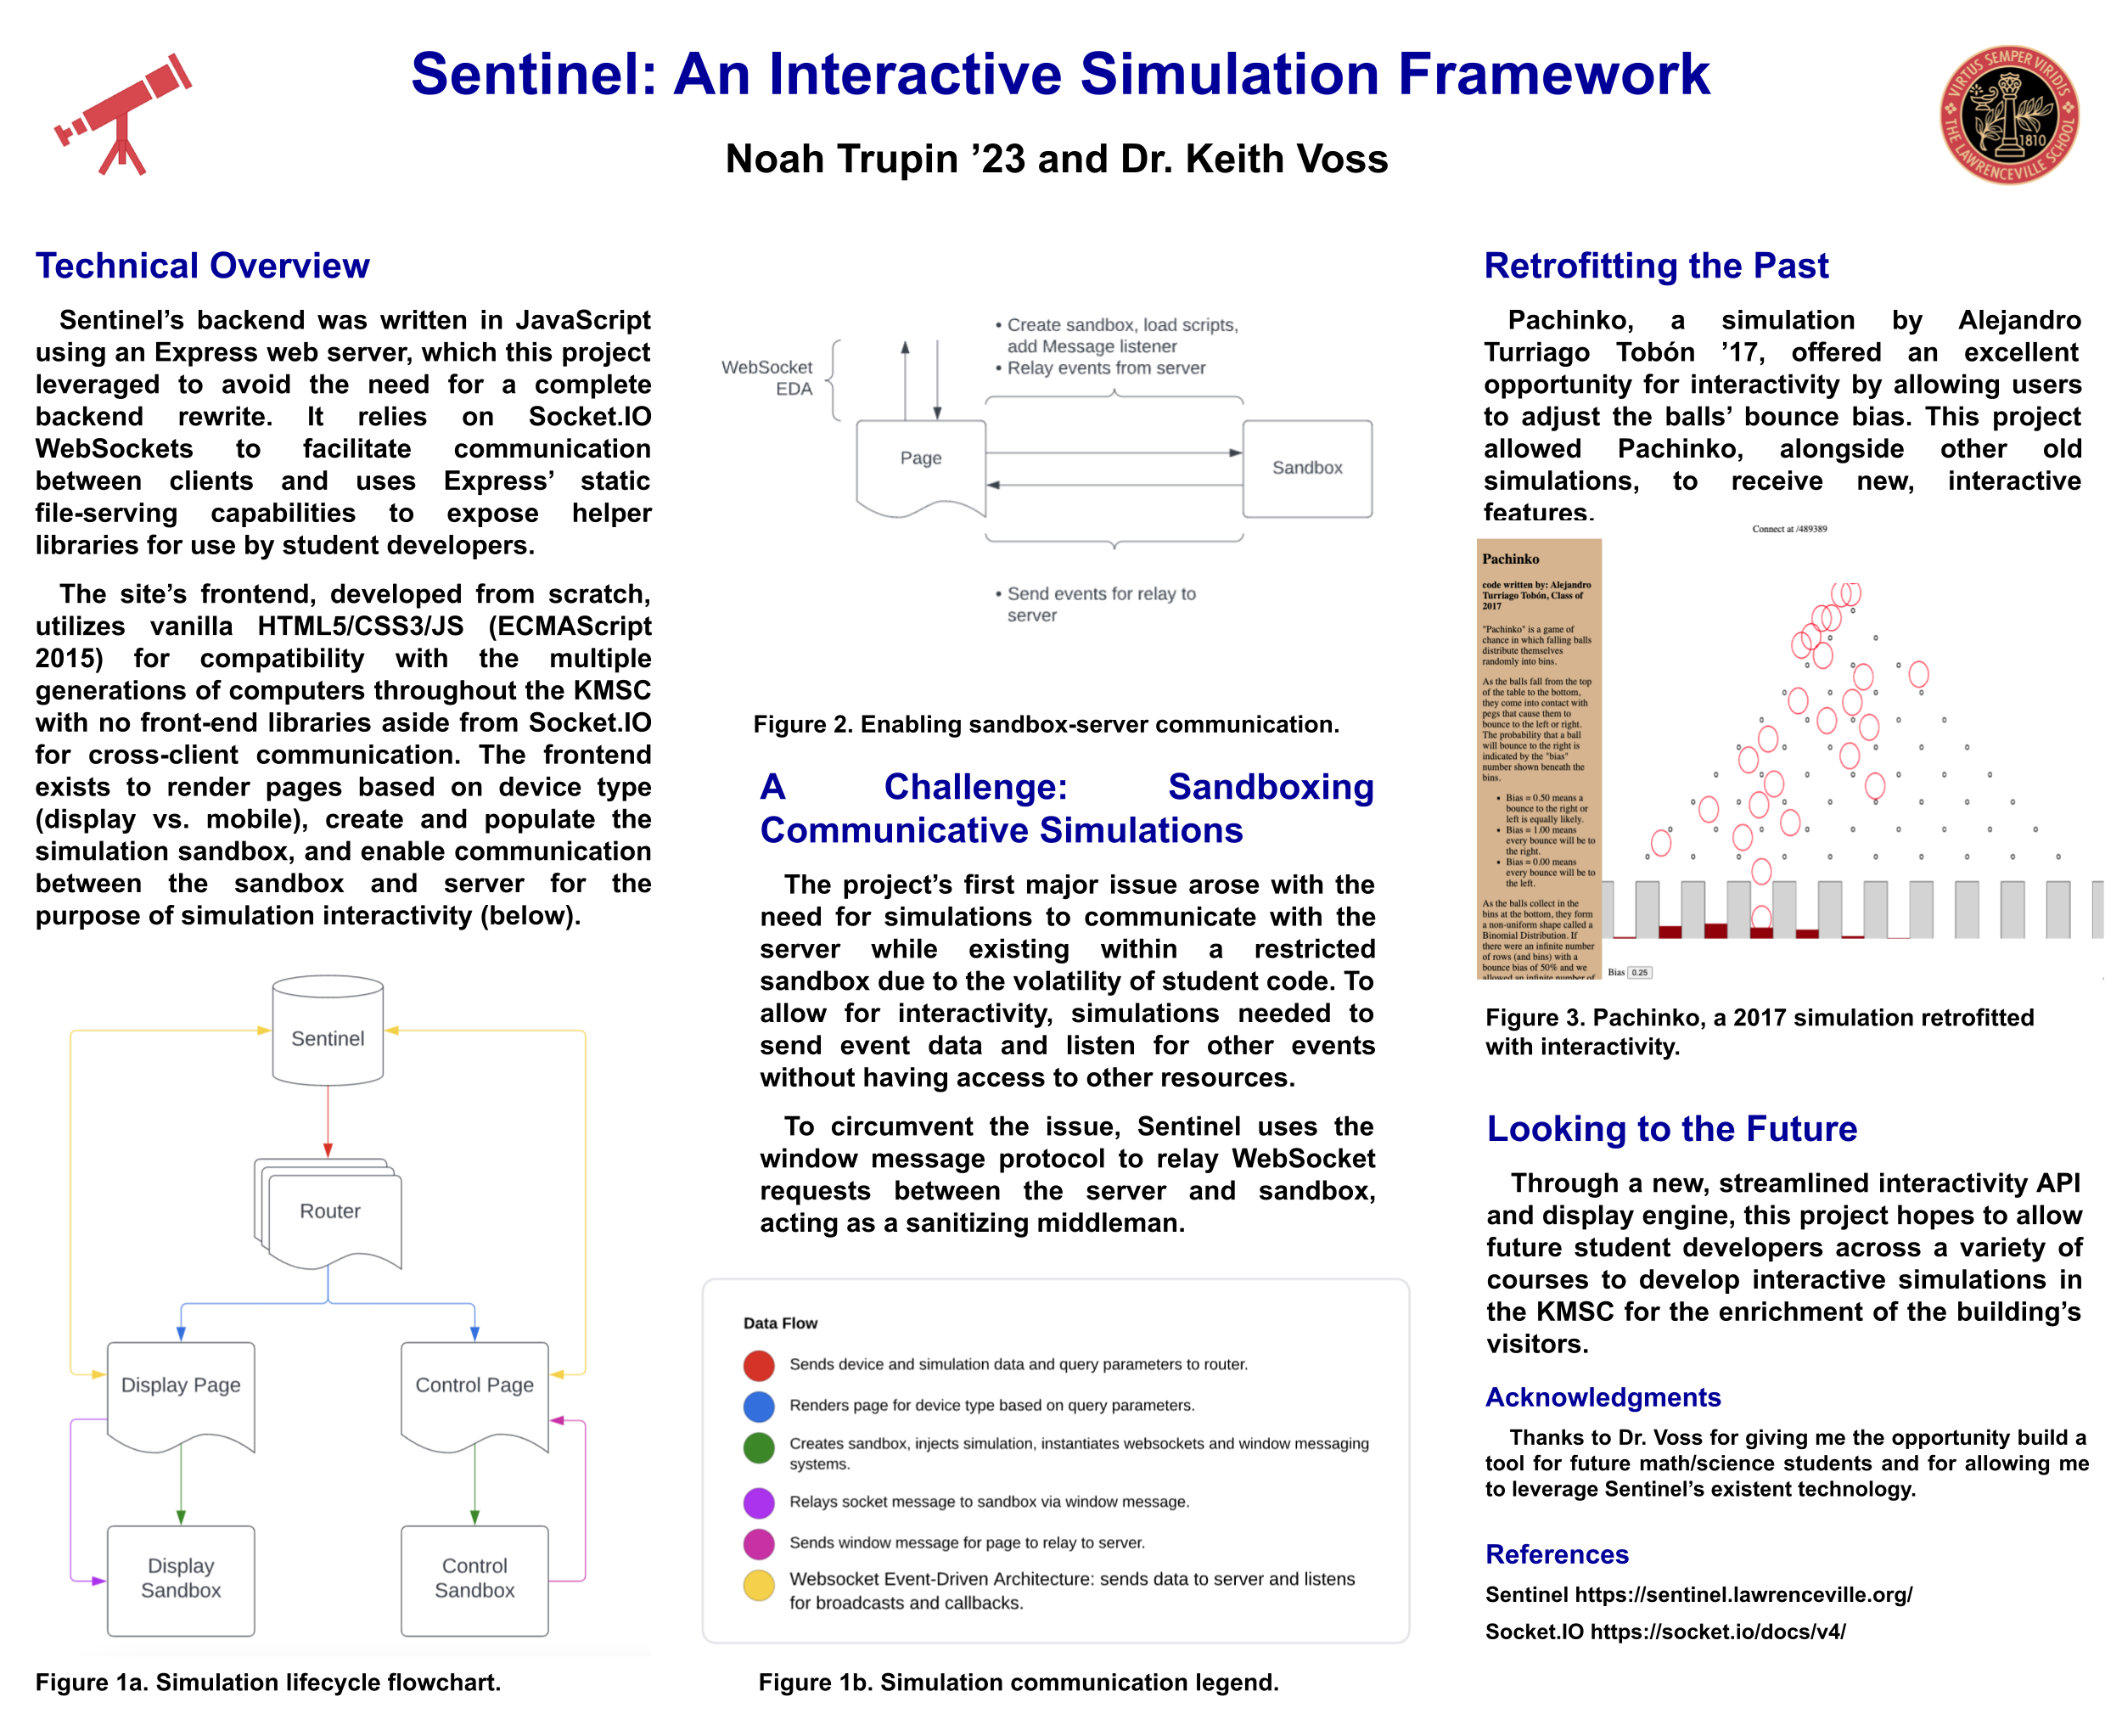 Sentinel: An Interactive Simulation Framework
Noah Trupin ’23 and Dr. Keith Voss
VIRTUS SEMPER VIRIDIS
THE LAWRENCEVILLE SCHOOL
1810
Technical Overview
Sentinel’s backend was written in JavaScript
using an Express web server, which this project
leveraged to avoid the need for a complete
backend rewrite. It relies on Socket.IO
WebSockets to facilitate communication
between clients and uses Express’ static
file-serving capabilities to expose helper
libraries for use by student developers.
The site’s frontend, developed from scratch,
utilizes vanilla HTML5/CSS3/JS (ECMAScript
2015) for compatibility with the multiple
generations of computers throughout the KMSC
with no front-end libraries aside from Socket.IO
for cross-client communication. The frontend
exists to render pages based on device type
(display vs. mobile), create and populate the
simulation sandbox, and enable communication
between the sandbox and server for the
purpose of simulation interactivity (below).
Sentinel
Router
Display Page
Control Page
Display
Sandbox
Control
Sandbox
Figure 1a. Simulation lifecycle flowchart.
WebSocket
EDA
• Create sandbox, load scripts,
add Message listener
• Relay events from server
Page
Sandbox
• Send events for relay to
server
Figure 2. Enabling sandbox-server communication.
A Challenge: Sandboxing
Communicative Simulations
The project’s first major issue arose with the
need for simulations to communicate with the
server while existing within a restricted
sandbox due to the volatility of student code. To
allow for interactivity, simulations needed to
send event data and listen for other events
without having access to other resources.
To circumvent the issue, Sentinel uses the
window message protocol to relay WebSocket
requests between the server and sandbox,
acting as a sanitizing middleman.
Data Flow
Sends device and simulation data and query parameters to router.
Renders page for device type based on query parameters.
Creates sandbox, injects simulation, instantiates websockets and window messaging
systems.
Relays socket message to sandbox via window message.
Sends window message for page to relay to server.
Websocket Event-Driven Architecture: sends data to server and listens
for broadcasts and callbacks.
Figure 1b. Simulation communication legend.
Retrofitting the Past
Pachinko, a simulation by Alejandro
Turriago Tobón ’17, offered an excellent
opportunity for interactivity by allowing users
to adjust the balls’ bounce bias. This project
allowed Pachinko, alongside other old
simulations, to receive new, interactive
features.
Connect at /489389
Pachinko
code written by: Alejandro
Turriago Tobón, Class of
2017
"Pachinko" is a game of
chance in which falling balls
distribute themselves
randomly into bins.
As the balls fall from the top
of the table to the bottom,
they come into contact with
pegs that cause them to
bounce to the left or right.
The probability that a ball
will bounce to the right is
indicated by the "bias"
number shown beneath the
bins.
• Bias = 0.50 means a
bounce to the right or
left is equally likely.
• Bias = 1.00 means
every bounce will be to
the right.
• Bias = 0.00 means
every bounce will be to
the left.
As the balls collect in the
bins at the bottom, they form
a non-uniform shape called a
Binomial Distribution. If
there were an infinite number
of rows (and bins) with a
bounce bias of 50% and we
allowed an infinite number of
Bias 0.25
Figure 3. Pachinko, a 2017 simulation retrofitted
with interactivity.
Looking to the Future
Through a new, streamlined interactivity API
and display engine, this project hopes to allow
future student developers across a variety of
courses to develop interactive simulations in
the KMSC for the enrichment of the building’s
visitors.
Acknowledgments
Thanks to Dr. Voss for giving me the opportunity build a
tool for future math/science students and for allowing me
to leverage Sentinel’s existent technology.
References
Sentinel https://sentinel.lawrenceville.org/
Socket.IO https://socket.io/docs/v4/